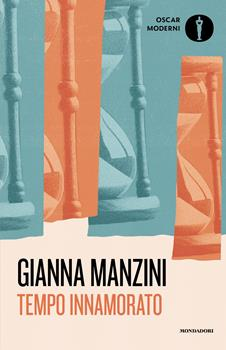 OSCAR
MODERNI
GIANNA MANZINI
TEMPO INNAMORATO
MONDADORI